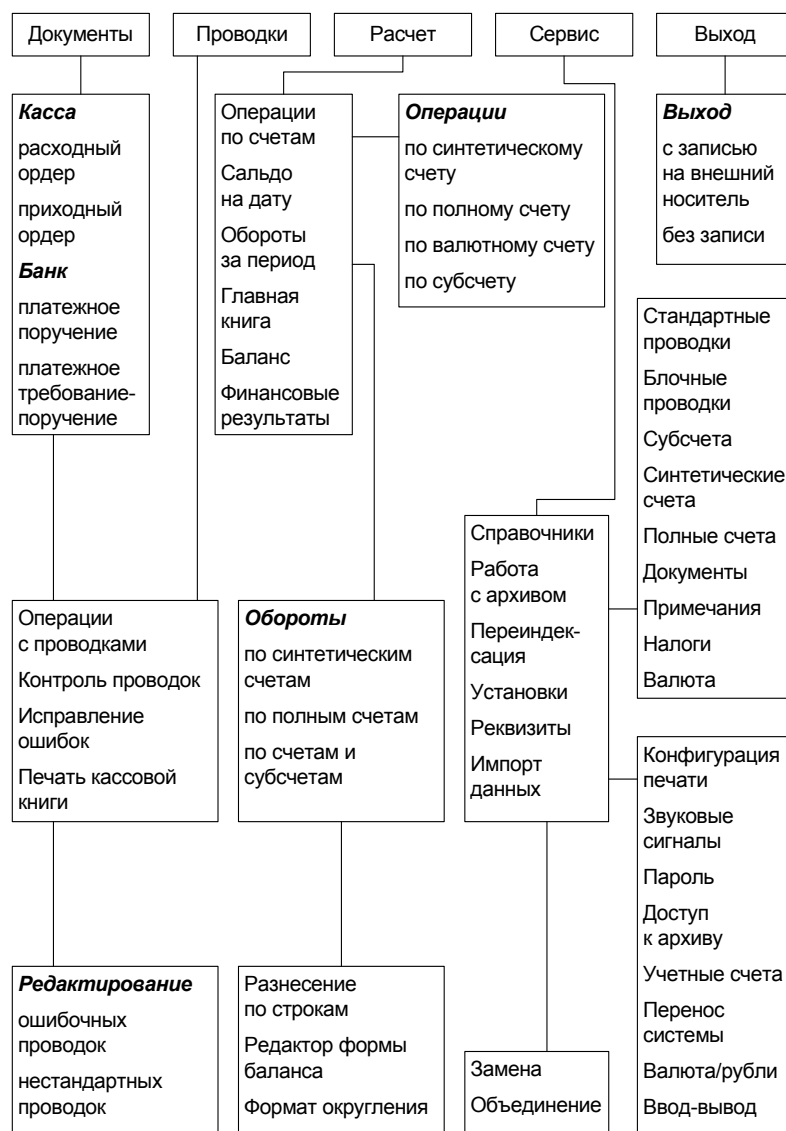 Документы
Проводки
Расчет
Сервис
Выход
Касса
расходный
ордер
приходный
ордер
Банк
платежное
поручение
платежное
требование-
поручение
Операции
по счетам
Сальдо
на дату
Обороты
за период
Главная
книга
Баланс
Финансовые
результаты
Операции
по синтетическому
счету
по полному счету
по валютному счету
по субсчету
Выход
с записью
на внешний
носитель
без записи
Стандартные
проводки
Блочные
проводки
Субсчета
Синтетические
счета
Полные счета
Документы
Примечания
Налоги
Валюта
Справочники
Работа
с архивом
Переиндек-
сация
Установки
Реквизиты
Импорт
данных
Операции
с проводками
Контроль проводок
Исправление
ошибок
Печать кассовой
книги
Обороты
по синтетическим
счетам
по полным счетам
по счетам и
субсчетам
Конфигурация
печати
Звуковые
сигналы
Пароль
Доступ
к архиву
Учетные счета
Перенос
системы
Валюта/рубли
Ввод-вывод
Редактирование
ошибочных
проводок
нестандартных
проводок
Разнесение
по строкам
Редактор формы
баланса
Формат округления
Замена
Объединение